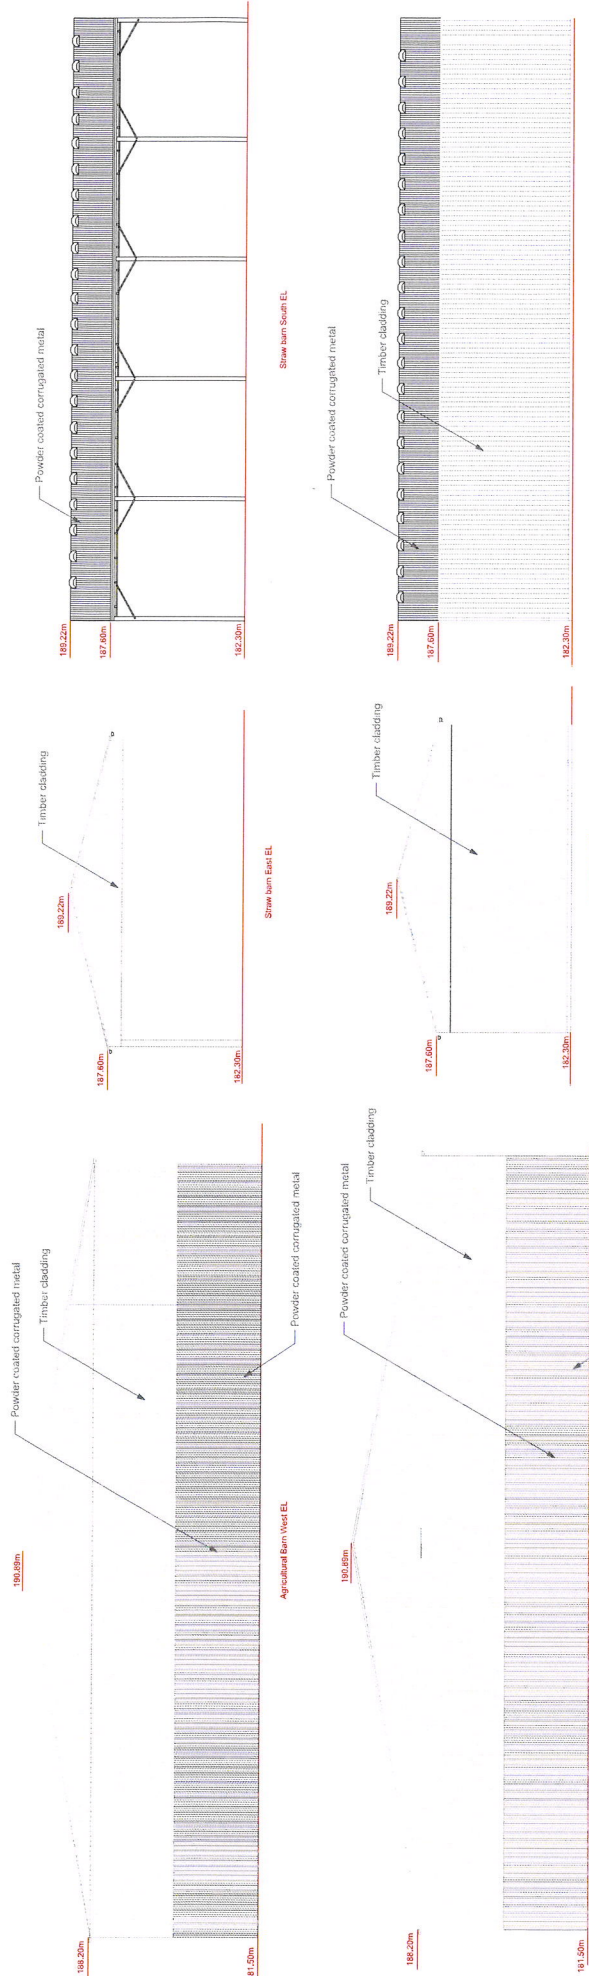 Powder coated corrugated metal
Timber cladding
190.89m
188.20m
81.50m
Powder coated corrugated metal
Agricultural Barn West EL
Timber cladding
189.22m
187.60m
182.30m
Straw barn East EL
Powder coated corrugated metal
189.22m
187.60m
182.30m
Straw barn South EL
Powder coated corrugated metal
Timber cladding
190.89m
188.20m
181.50m
Timber cladding
189.22m
187.60m
182.30m
Powder coated corrugated metal
Timber cladding
189.22m
187.60m
182.30m